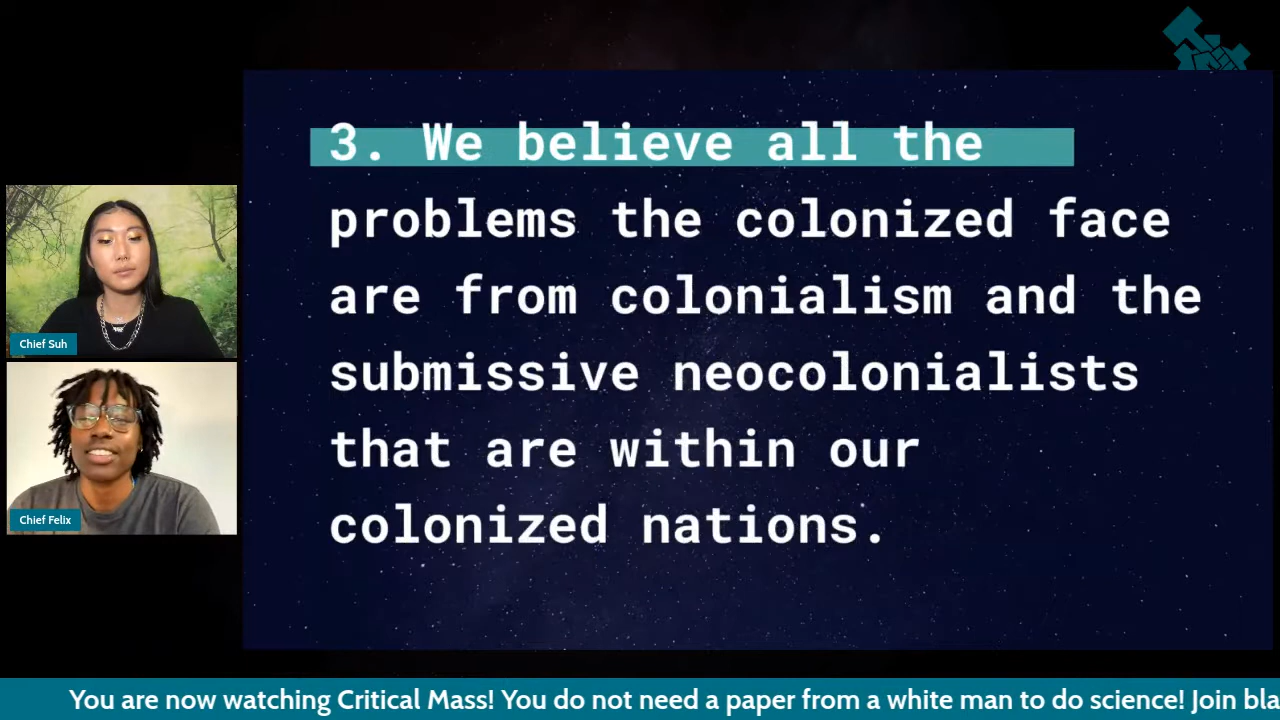 3. We believe all the
problems the colonized face
are from colonialism and the
submissive neocolonialists
that are within our
colonized nations.
Chief Suh
Chief Felix
You are now watching Critical Mass! You do not need a paper from a white man to do science! Join bla